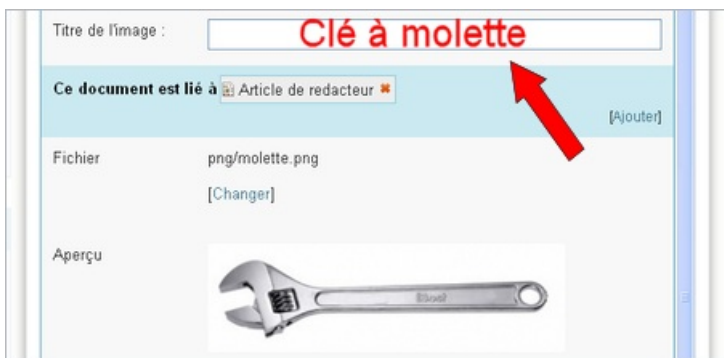 Titre de l'image :
Clé à molette
Ce document est lié à Article de redacteur
[Ajouter]
Fichier
png/molette.png
[Changer]
Aperçu